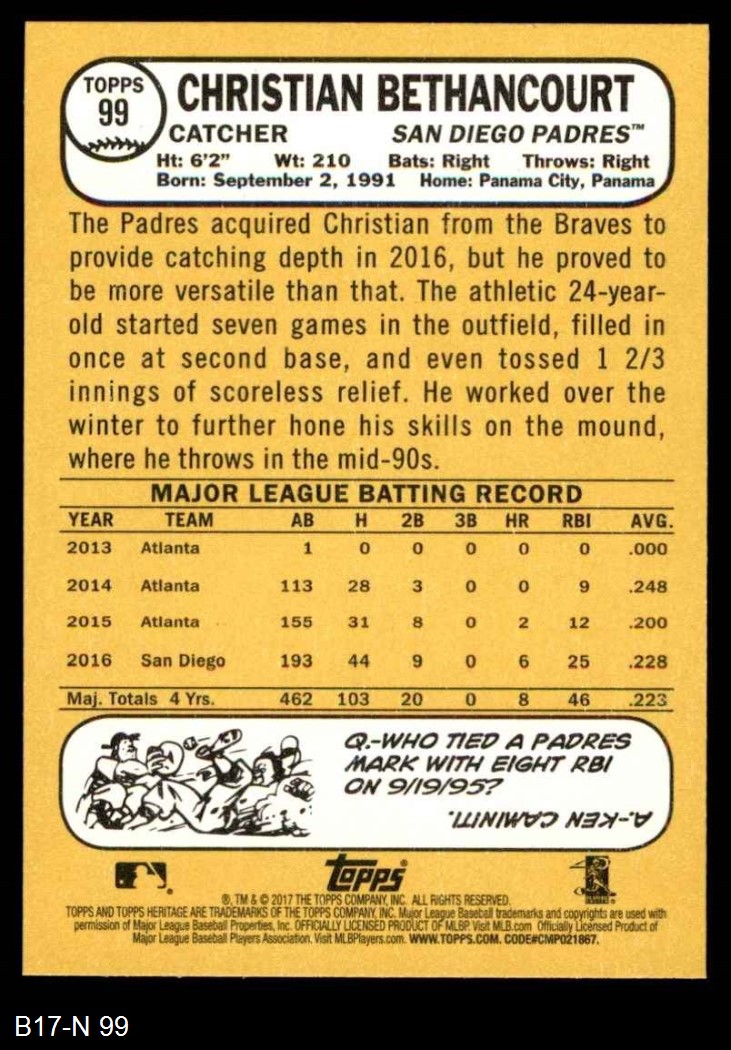 TOPPS
99
CHRISTIAN BETHANCOURT
CATCHER SAN DIEGO PADRES™
Ht: 6'2" Wt: 210 Bats: Right Throws: Right
Born: September 2, 1991 Home: Panama City, Panama
The Padres acquired Christian from the Braves to
provide catching depth in 2016, but he proved to
be more versatile than that. The athletic 24-year-
old started seven games in the outfield, filled in
once at second base, and even tossed 1 2/3
innings of scoreless relief. He worked over the
winter to further hone his skills on the mound,
where he throws in the mid-90s.
MAJOR LEAGUE BATTING RECORD
YEAR TEAM AB H 2B 3B HR RBI AVG.
2013 Atlanta 1 0 0 0 0 0 .000
2014 Atlanta 113 28 3 0 0 9 .248
2015 Atlanta 155 31 8 0 2 12 .200
2016 San Diego 193 44 9 0 6 25 .228
Maj. Totals 4 Yrs. 462 103 20 0 8 46 .223
Q.-WHO TIED A PADRES
MARK WITH EIGHT RBI
ON 9/19/95?
A.-KEN CAMINITI.
Topps®
®, TM & © 2017 THE TOPPS COMPANY, INC. ALL RIGHTS RESERVED.
TOPPS AND TOPPS HERITAGE ARE TRADEMARKS OF THE TOPPS COMPANY, INC. Major League Baseball trademarks and copyrights are used with
permission of Major League Baseball Properties, Inc. OFFICIALLY LICENSED PRODUCT OF MLBP. Visit MLB.com Officially Licensed Product of
Major League Baseball Players Association. Visit MLBPlayers.com. WWW.TOPPS.COM. CODE#CMP021867.
B17-N 99